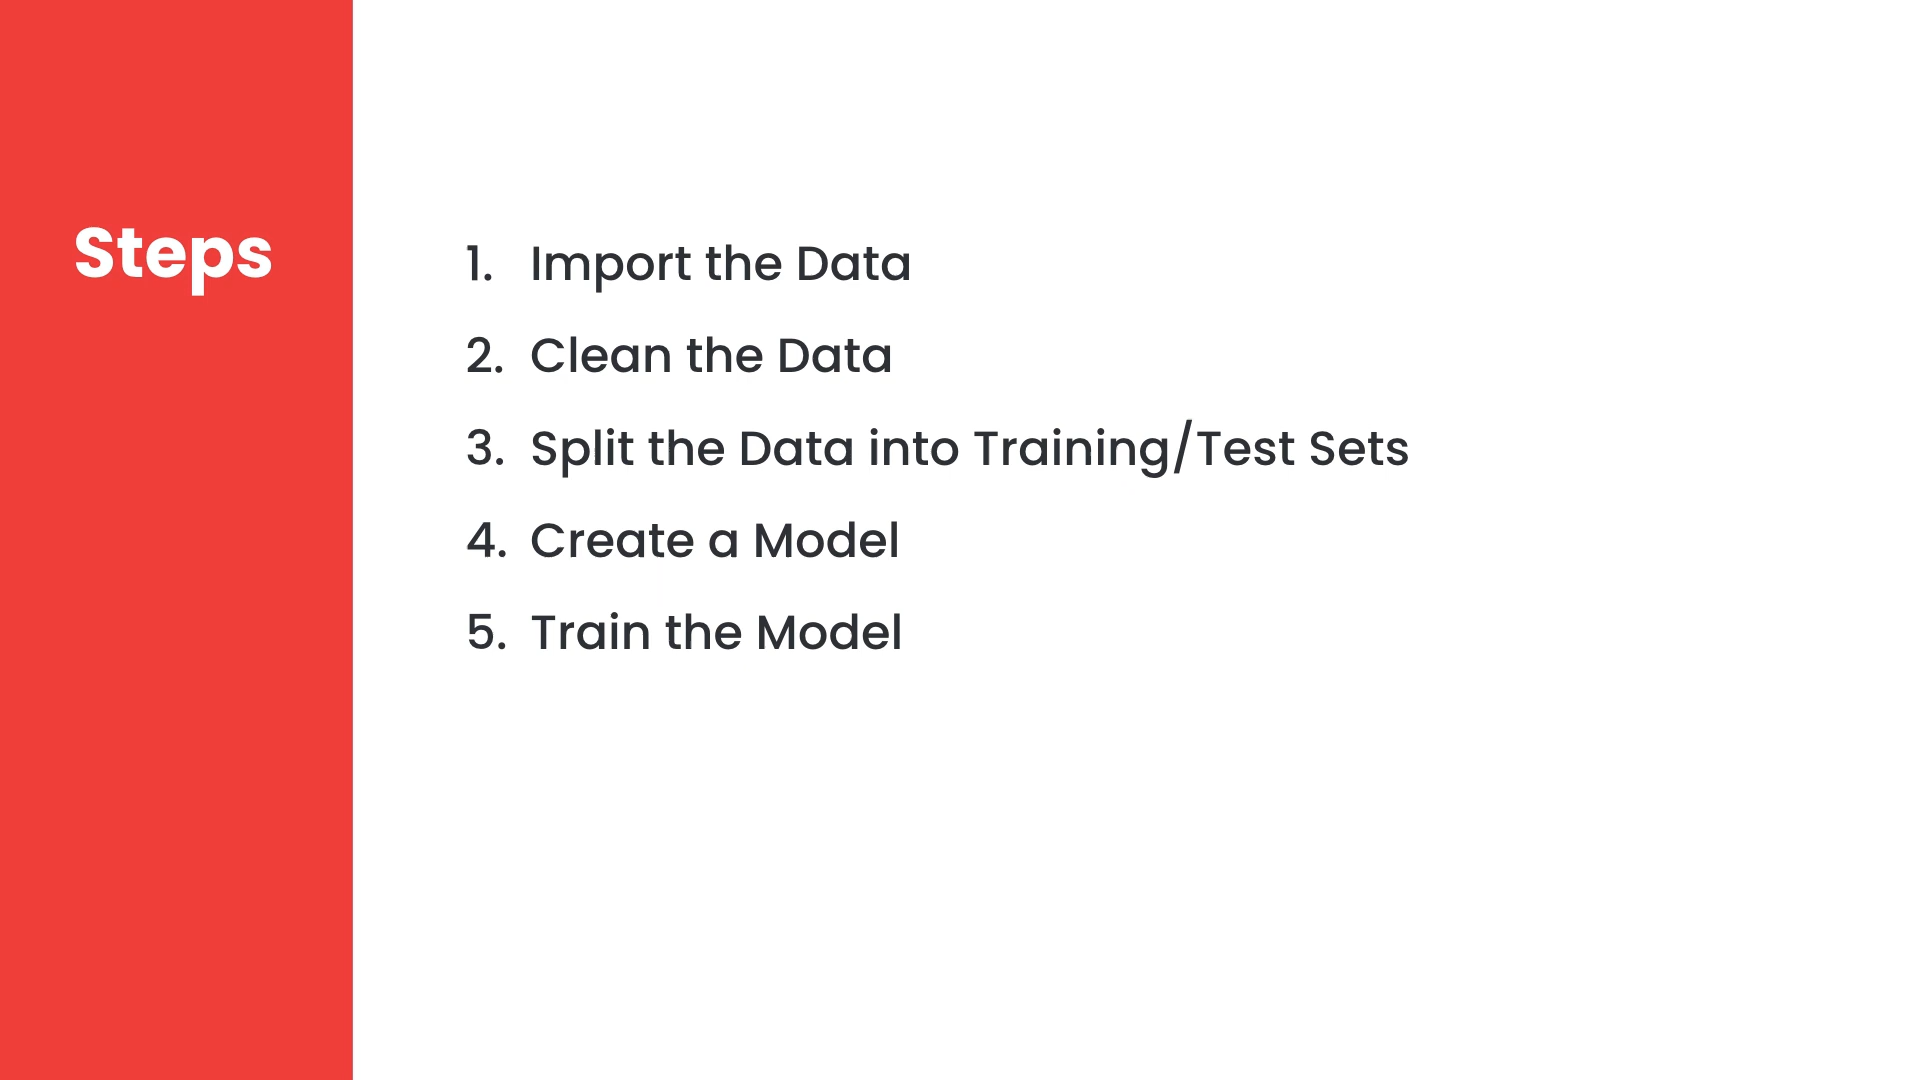 Steps
1. Import the Data
2. Clean the Data
3. Split the Data into Training/Test Sets
4. Create a Model
5. Train the Model